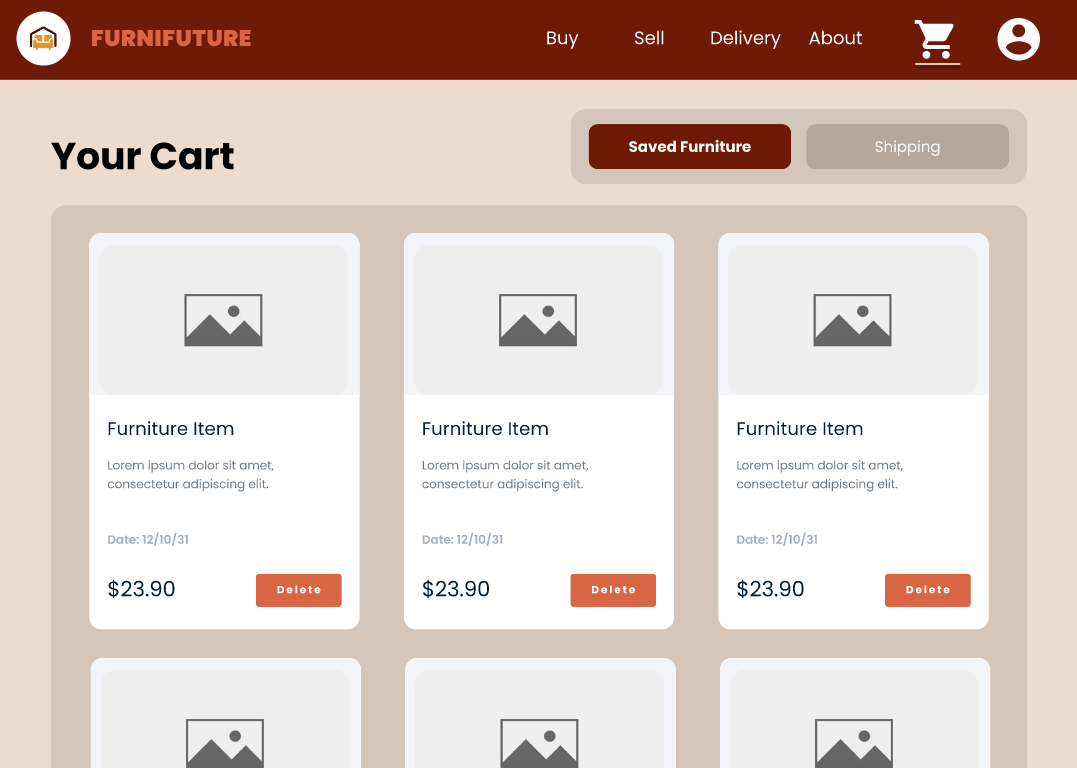 FURNIFUTURE
Buy Sell Delivery About
Your Cart
Saved Furniture Shipping
Furniture Item Furniture Item Furniture Item
Lorem ipsum dolor sit amet, Lorem ipsum dolor sit amet, Lorem ipsum dolor sit amet,
consectetur adipiscing elit. consectetur adipiscing elit. consectetur adipiscing elit.
Date: 12/10/31 Date: 12/10/31 Date: 12/10/31
$23.90 Delete $23.90 Delete $23.90 Delete